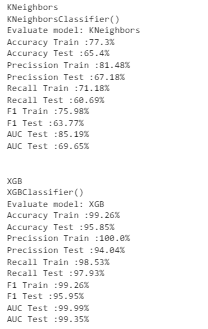 KNeighbors
KNeighborsClassifier()
Evaluate model: KNeighbors
Accuracy Train :77.3%
Accuracy Test :65.4%
Precission Train :81.48%
Precission Test :67.18%
Recall Train :71.18%
Recall Test :60.69%
F1 Train :75.98%
F1 Test :63.77%
AUC Test :85.19%
AUC Test :69.65%
XGB
XGBClassifier()
Evaluate model: XGB
Accuracy Train :99.26%
Accuracy Test :95.85%
Precission Train :100.0%
Precission Test :94.04%
Recall Train :98.53%
Recall Test :97.93%
F1 Train :99.26%
F1 Test :95.95%
AUC Test :99.99%
AUC Test :99.35%